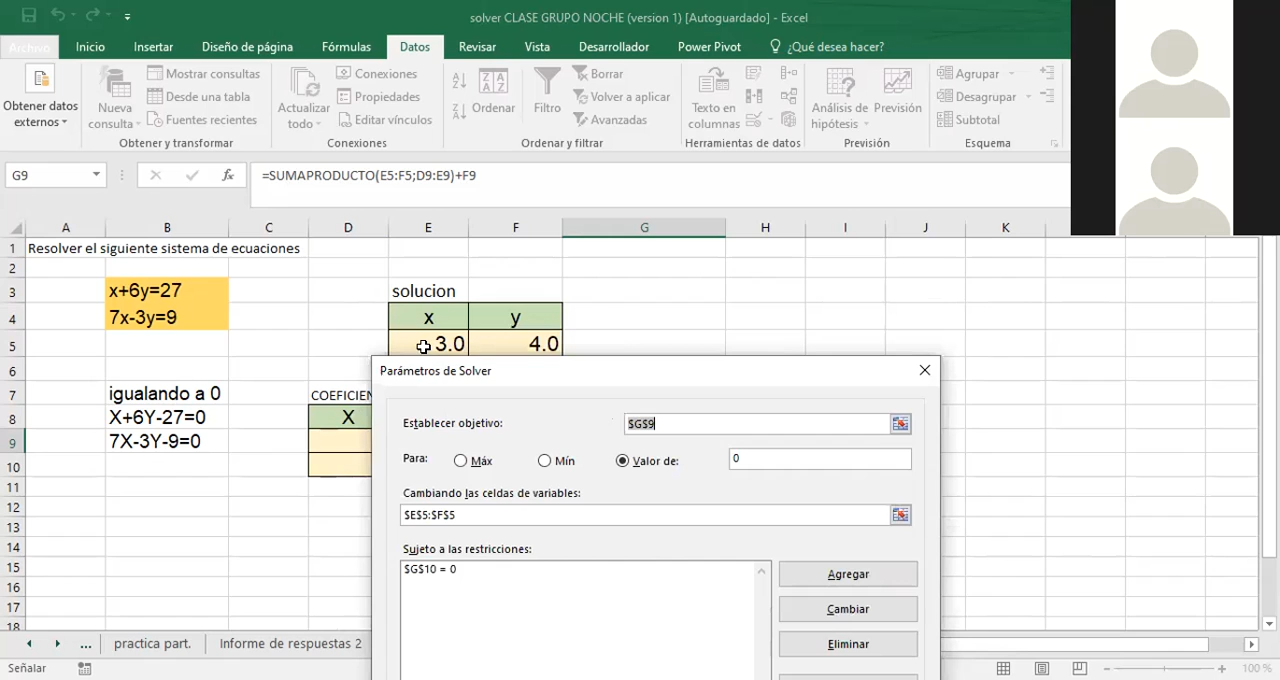 solver CLASE GRUPO NOCHE (version 1) [Autoguardado] - Excel
Archivo Inicio Insertar Diseño de página Fórmulas Datos Revisar Vista Desarrollador Power Pivot ¿Qué desea hacer?
Obtener datos externos
Nueva consulta
Mostrar consultas
Desde una tabla
Fuentes recientes
Obtener y transformar
Actualizar todo
Conexiones
Propiedades
Editar vínculos
Conexiones
Ordenar
Filtro
Borrar
Volver a aplicar
Avanzadas
Ordenar y filtrar
Texto en columnas
Herramientas de datos
Análisis de hipótesis
Previsión
Previsión
Agrupar
Desagrupar
Subtotal
Esquema
G9 fx =SUMAPRODUCTO(E5:F5;D9:E9)+F9
A B C D E F G H I J K
1 Resolver el siguiente sistema de ecuaciones
2
3 x+6y=27 solucion
4 7x-3y=9 x y
5 3.0 4.0
6
7 igualando a 0 COEFICIEN
8 X+6Y-27=0 X
9 7X-3Y-9=0
10
11
12
13
14
15
16
17
18
Parámetros de Solver
Establecer objetivo: $G$9
Para: Máx Mín Valor de: 0
Cambiando las celdas de variables:
$E$5:$F$5
Sujeto a las restricciones:
$G$10 = 0
Agregar
Cambiar
Eliminar
... practica part. Informe de respuestas 2
Señalar 100 %